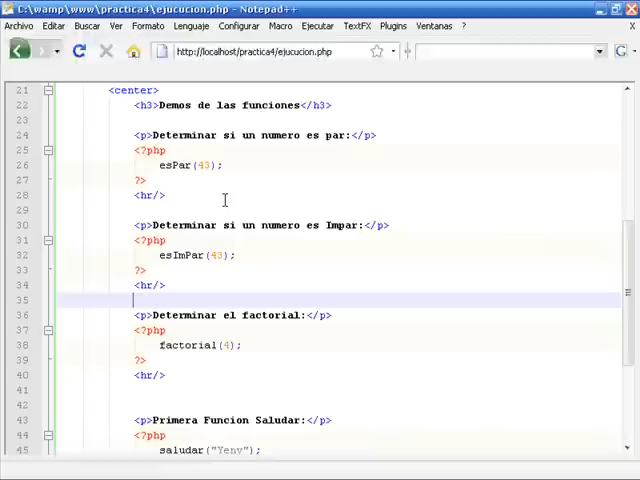 C:\wamp\www\practica4\ejucucion.php - Notepad++
Archivo Editar Buscar Ver Formato Lenguaje Configurar Macro Ejecutar TextFX Plugins Ventanas ? X
http://localhost/practica4/ejucucion.php
21 <center>
22 <h3>Demos de las funciones</h3>
23
24 <p>Determinar si un numero es par:</p>
25 <?php
26 esPar(43);
27 ?>
28 <hr/>
29
30 <p>Determinar si un numero es Impar:</p>
31 <?php
32 esImPar(43);
33 ?>
34 <hr/>
35
36 <p>Determinar el factorial:</p>
37 <?php
38 factorial(4);
39 ?>
40 <hr/>
41
42
43 <p>Primera Funcion Saludar:</p>
44 <?php
45 saludar("Yeny");